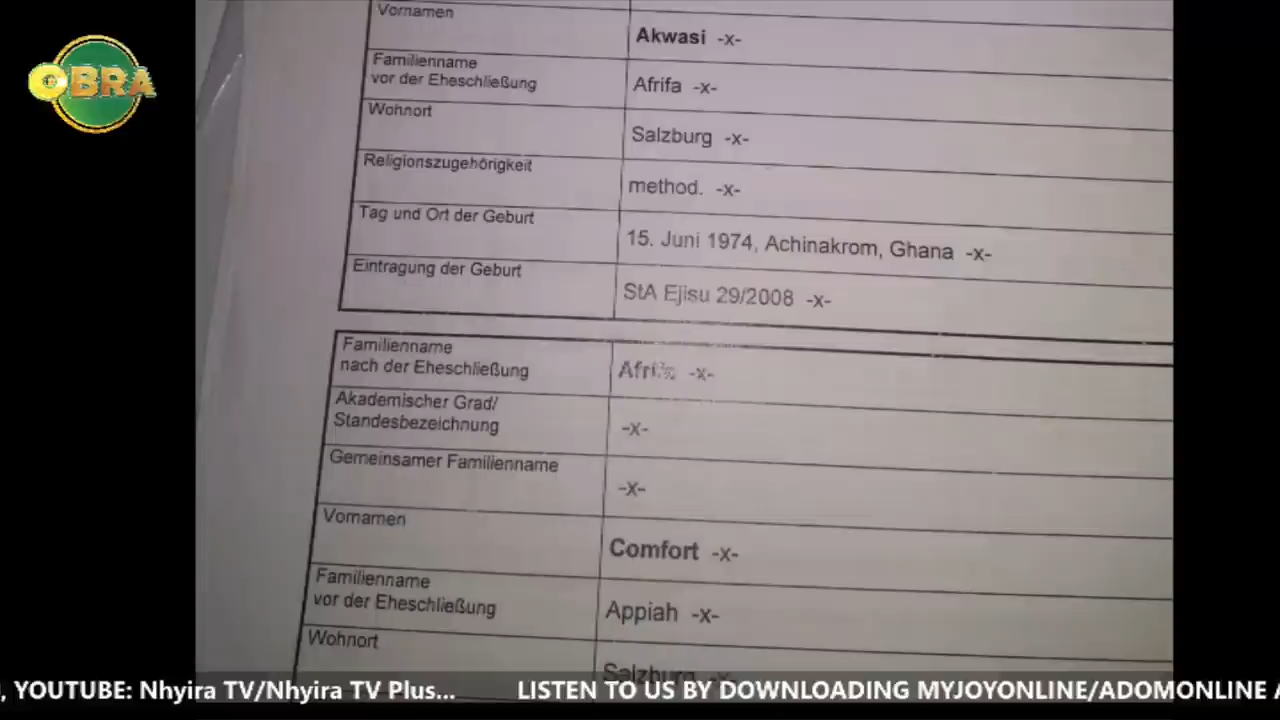 OBRA
Vornamen
Akwasi -x-
Familienname
vor der Eheschließung
Afrifa -x-
Wohnort
Salzburg -x-
Religionszugehörigkeit
method. -x-
Tag und Ort der Geburt
15. Juni 1974, Achinakrom, Ghana -x-
Eintragung der Geburt
StA Ejisu 29/2008 -x-
Familienname
nach der Eheschließung
Afrifa -x-
Akademischer Grad/
Standesbezeichnung
-x-
Gemeinsamer Familienname
-x-
Vornamen
Comfort -x-
Familienname
vor der Eheschließung
Appiah -x-
Wohnort
Salzburg -x-
, YOUTUBE: Nhyira TV/Nhyira TV Plus... LISTEN TO US BY DOWNLOADING MYJOYONLINE/ADOMONLINE A